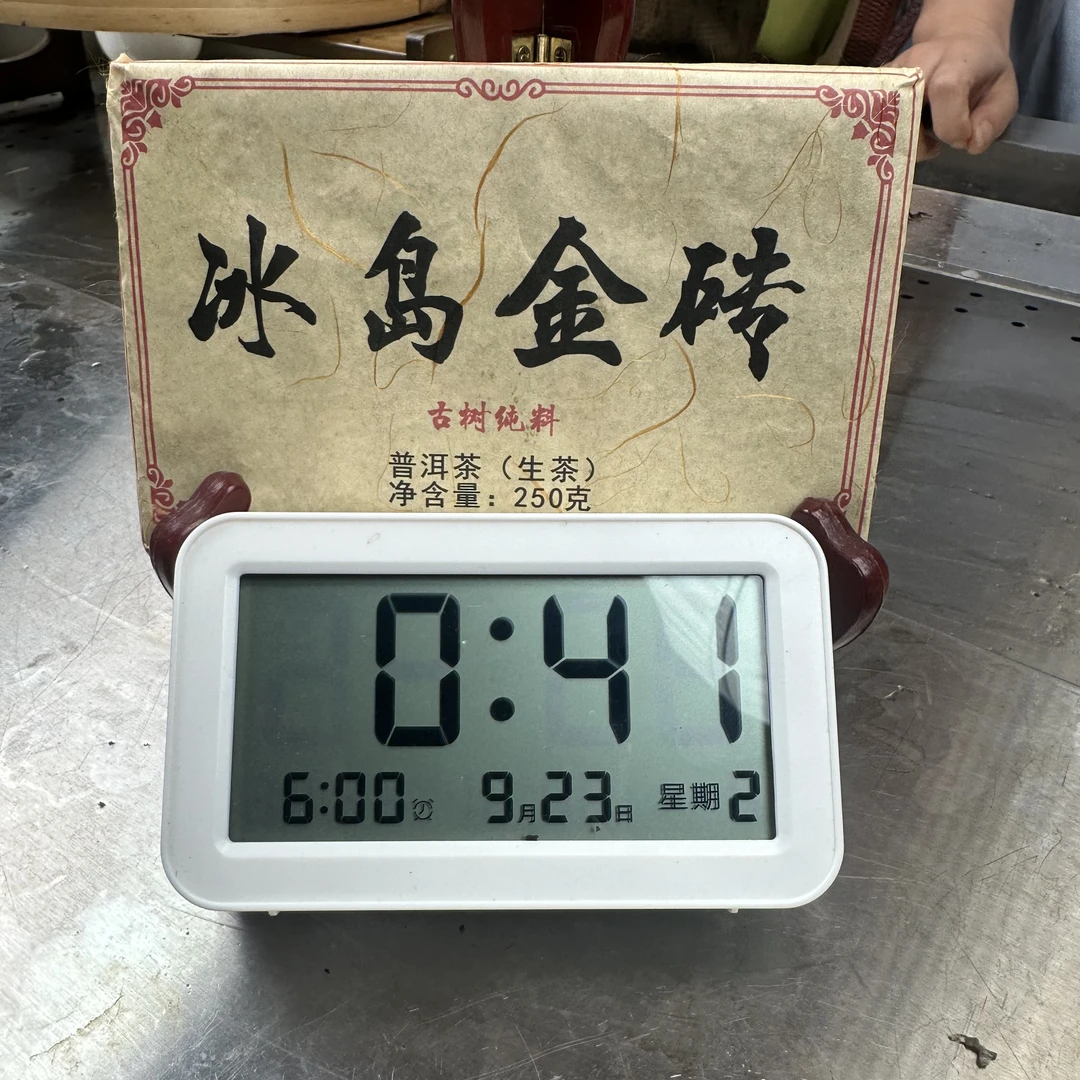 冰岛金砖
古树纯料
普洱茶（生茶）
净含量：250克
0:41
6:00 9月23日 星期2